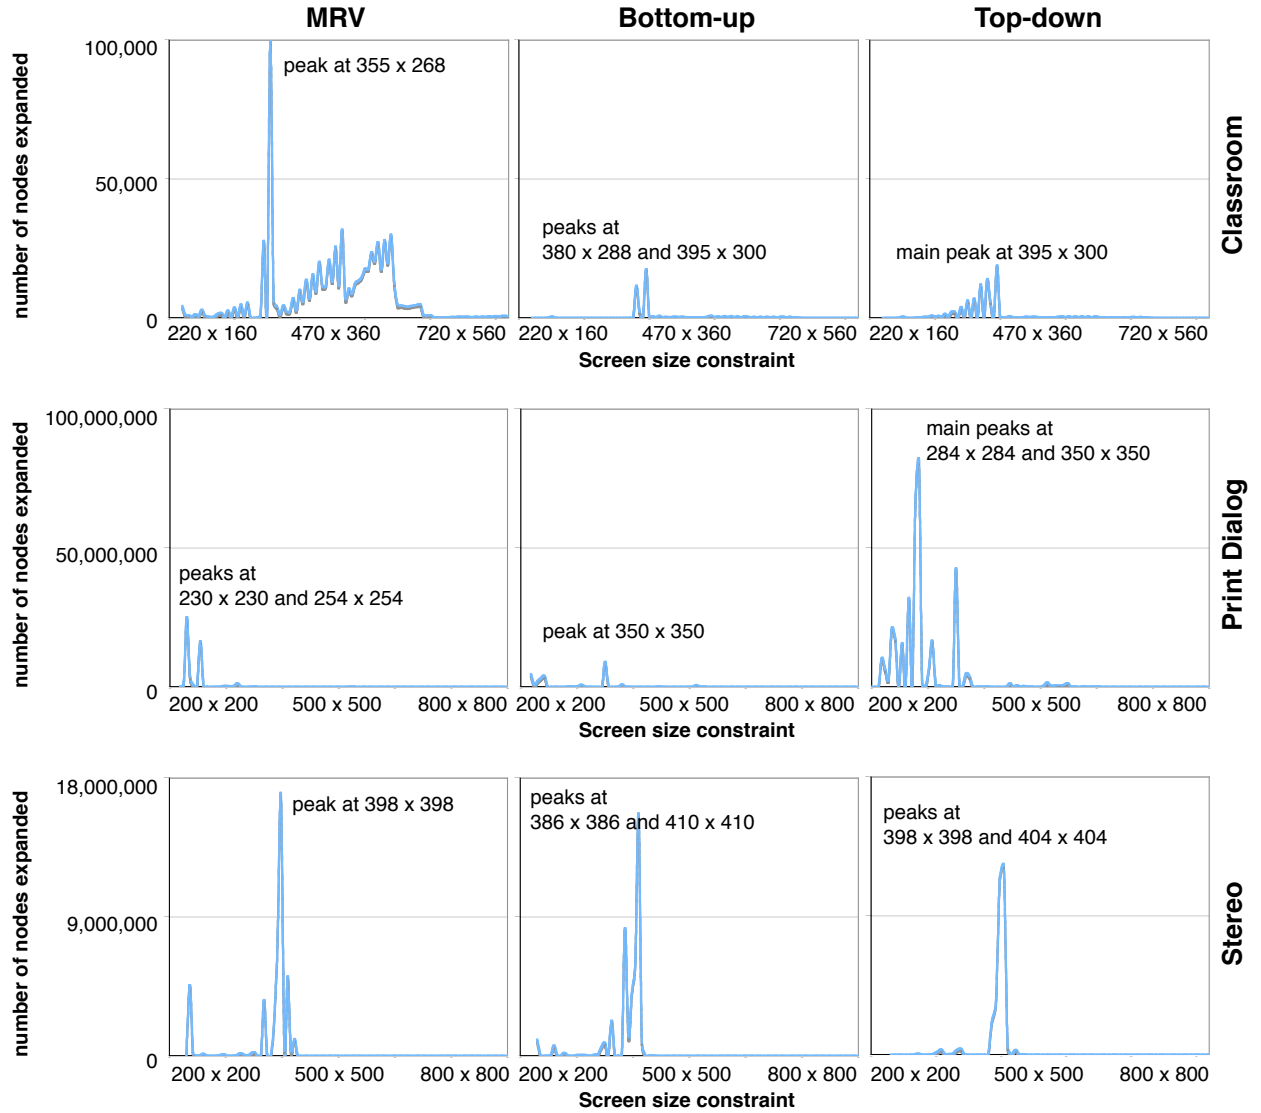 MRV
Bottom-up
Top-down
number of nodes expanded
100,000
50,000
0
peak at 355 x 268
peaks at
380 x 288 and 395 x 300
main peak at 395 x 300
Classroom
220 x 160
470 x 360
720 x 560
220 x 160
470 x 360
720 x 560
220 x 160
470 x 360
720 x 560
Screen size constraint
number of nodes expanded
100,000,000
50,000,000
0
peaks at
230 x 230 and 254 x 254
peak at 350 x 350
main peaks at
284 x 284 and 350 x 350
Print Dialog
200 x 200
500 x 500
800 x 800
200 x 200
500 x 500
800 x 800
200 x 200
500 x 500
800 x 800
Screen size constraint
number of nodes expanded
18,000,000
9,000,000
0
peak at 398 x 398
peaks at
386 x 386 and 410 x 410
peaks at
398 x 398 and 404 x 404
Stereo
200 x 200
500 x 500
800 x 800
200 x 200
500 x 500
800 x 800
200 x 200
500 x 500
800 x 800
Screen size constraint